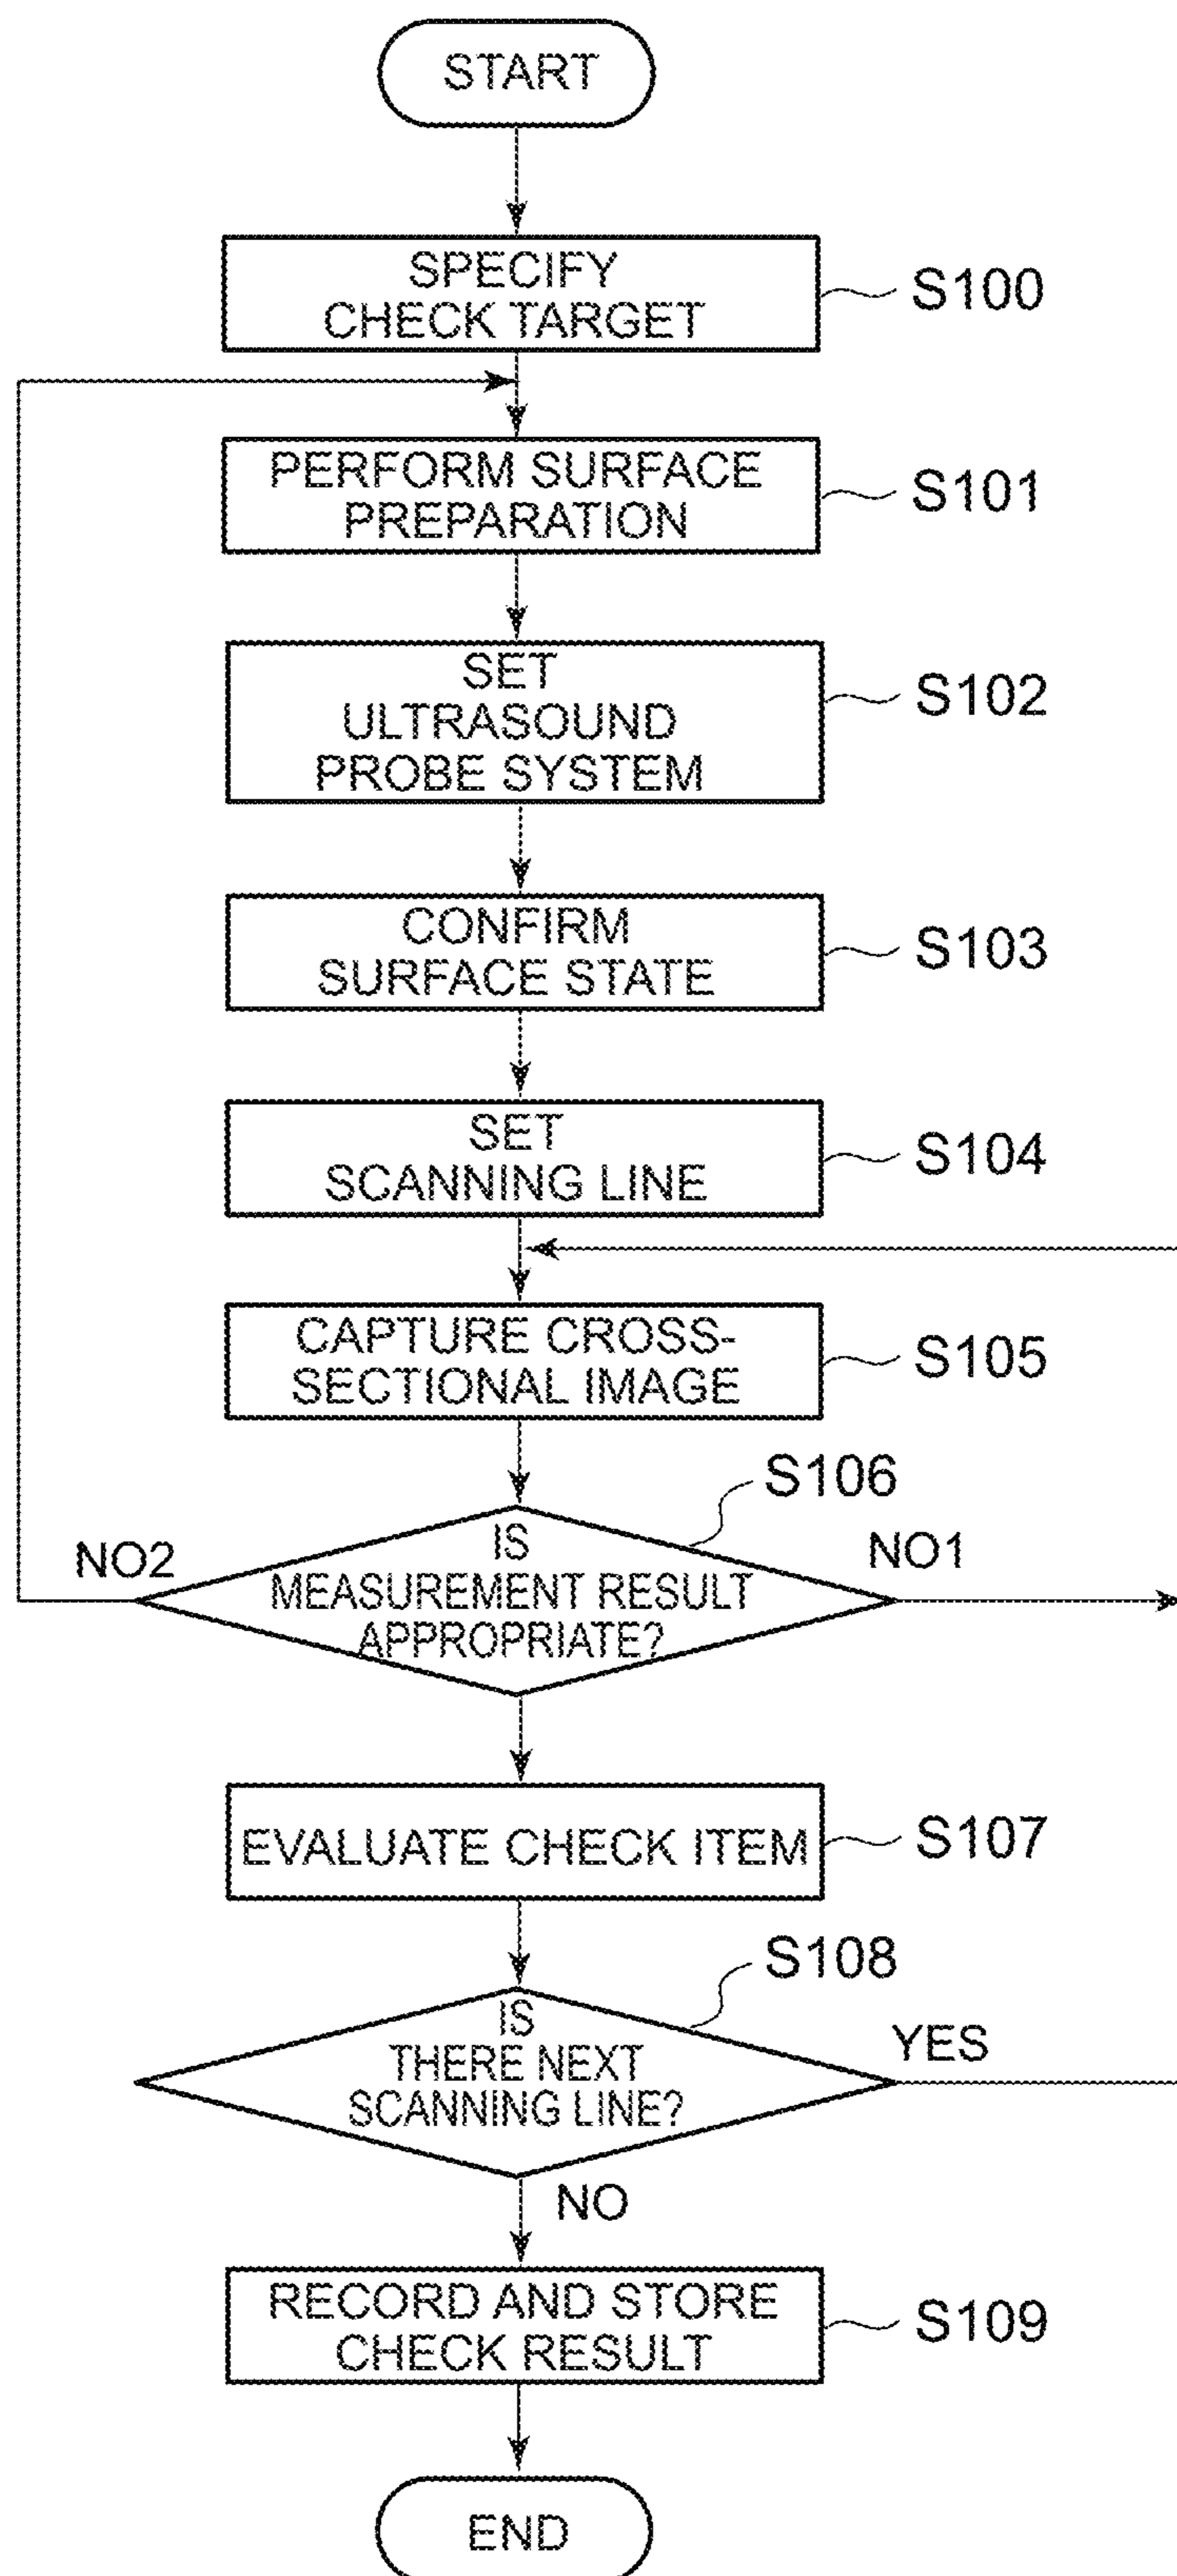 START
SPECIFY
CHECK TARGET
S100
PERFORM SURFACE
PREPARATION
S101
SET
ULTRASOUND
PROBE SYSTEM
S102
CONFIRM
SURFACE STATE
S103
SET
SCANNING LINE
S104
CAPTURE CROSS-
SECTIONAL IMAGE
S105
S106
IS
MEASUREMENT RESULT
APPROPRIATE?
NO2
NO1
EVALUATE CHECK ITEM
S107
S108
IS
THERE NEXT
SCANNING LINE?
YES
NO
RECORD AND STORE
CHECK RESULT
S109
END